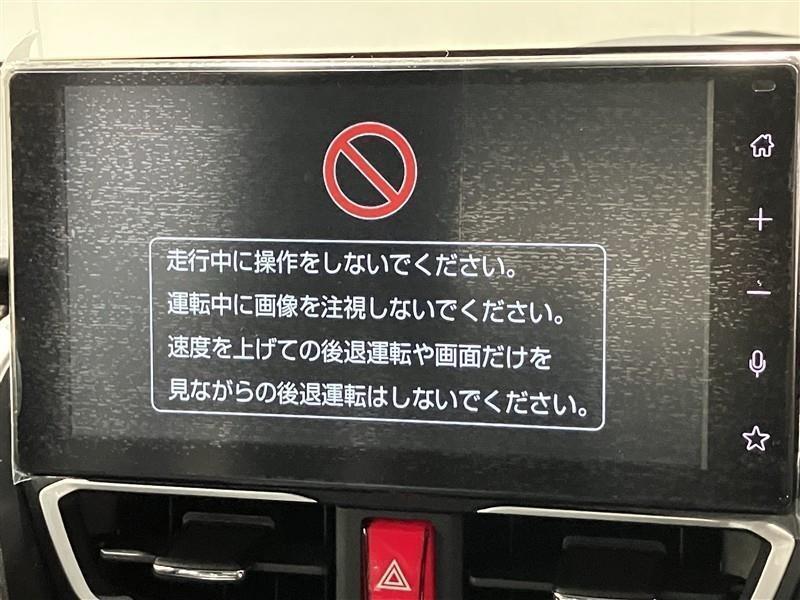 走行中に操作をしないでください。
運転中に画像を注視しないでください。
速度を上げての後退運転や画面だけを
見ながらの後退運転はしないでください。